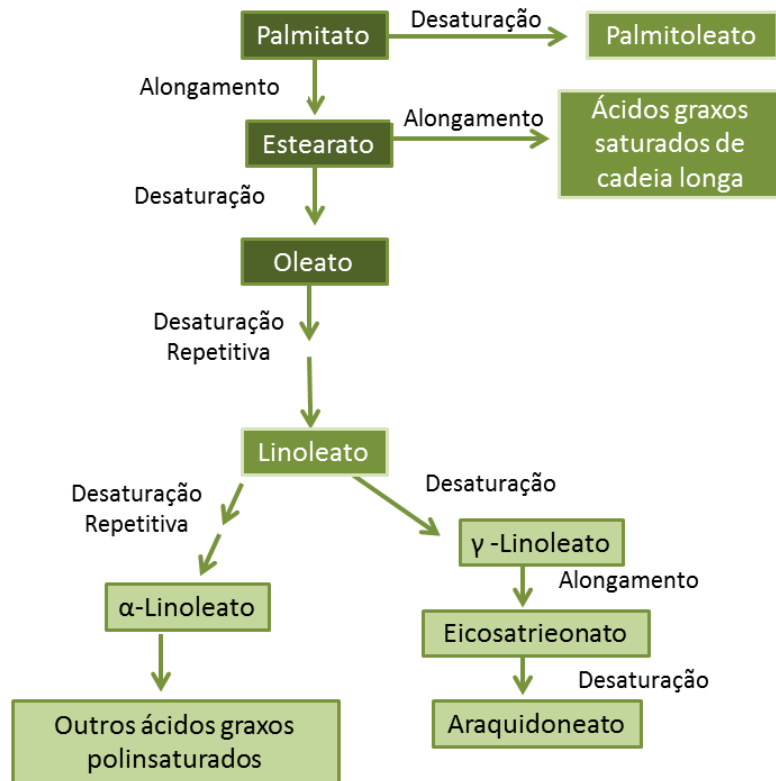 Palmitato
Desaturação
Palmitoleato
Alongamento
Estearato
Alongamento
Ácidos graxos
saturados de
cadeia longa
Desaturação
Oleato
Desaturação
Repetitiva
Linoleato
Desaturação
Repetitiva
Desaturação
γ -Linoleato
Alongamento
α-Linoleato
Eicosatrieonato
Desaturação
Outros ácidos graxos
polinsaturados
Araquidoneato